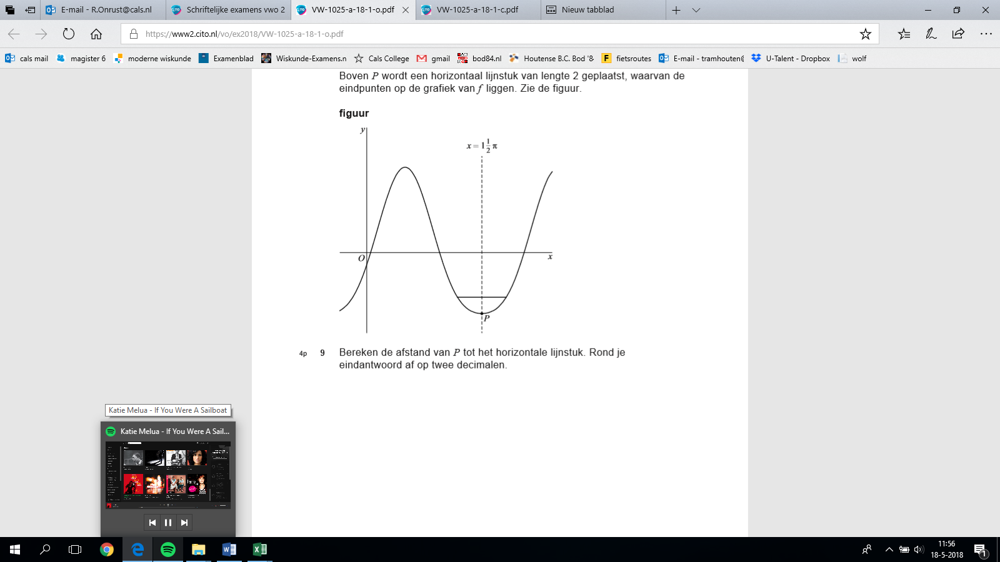 E-mail - R.Onrust@cals.nl
Schriftelijke examens vwo 2
VW-1025-a-18-1-o.pdf
VW-1025-a-18-1-c.pdf
Nieuw tabblad
https://www2.cito.nl/vo/ex2018/VW-1025-a-18-1-o.pdf
cals mail
magister 6
moderne wiskunde
Examenblad
Wiskunde-Examens.n
Cals College
gmail
bod84.nl
Houtense B.C. Bod '8
fietsroutes
E-mail - tramhouten@
U-Talent - Dropbox
wolf
Boven P wordt een horizontaal lijnstuk van lengte 2 geplaatst, waarvan de
eindpunten op de grafiek van f liggen. Zie de figuur.
figuur
y
x = 1 1/2 π
O
x
P
4p 9 Bereken de afstand van P tot het horizontale lijnstuk. Rond je
eindantwoord af op twee decimalen.
Katie Melua - If You Were A Sailboat
Katie Melua - If You Were A Sail...
11:56
18-5-2018
1